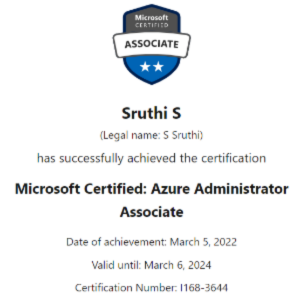 Microsoft
CERTIFIED
ASSOCIATE
Sruthi S
(Legal name: S Sruthi)
has successfully achieved the certification
Microsoft Certified: Azure Administrator
Associate
Date of achievement: March 5, 2022
Valid until: March 6, 2024
Certification Number: I168-3644